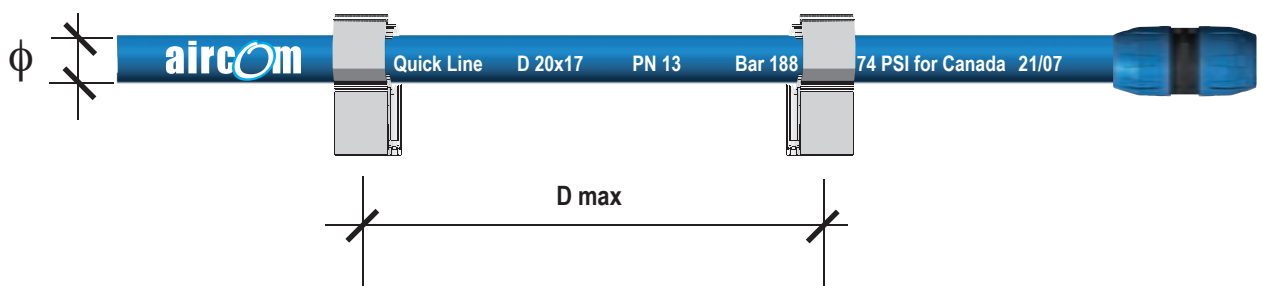 ϕ
aircom
Quick Line D 20x17 PN 13 Bar 188 74 PSI for Canada 21/07
D max